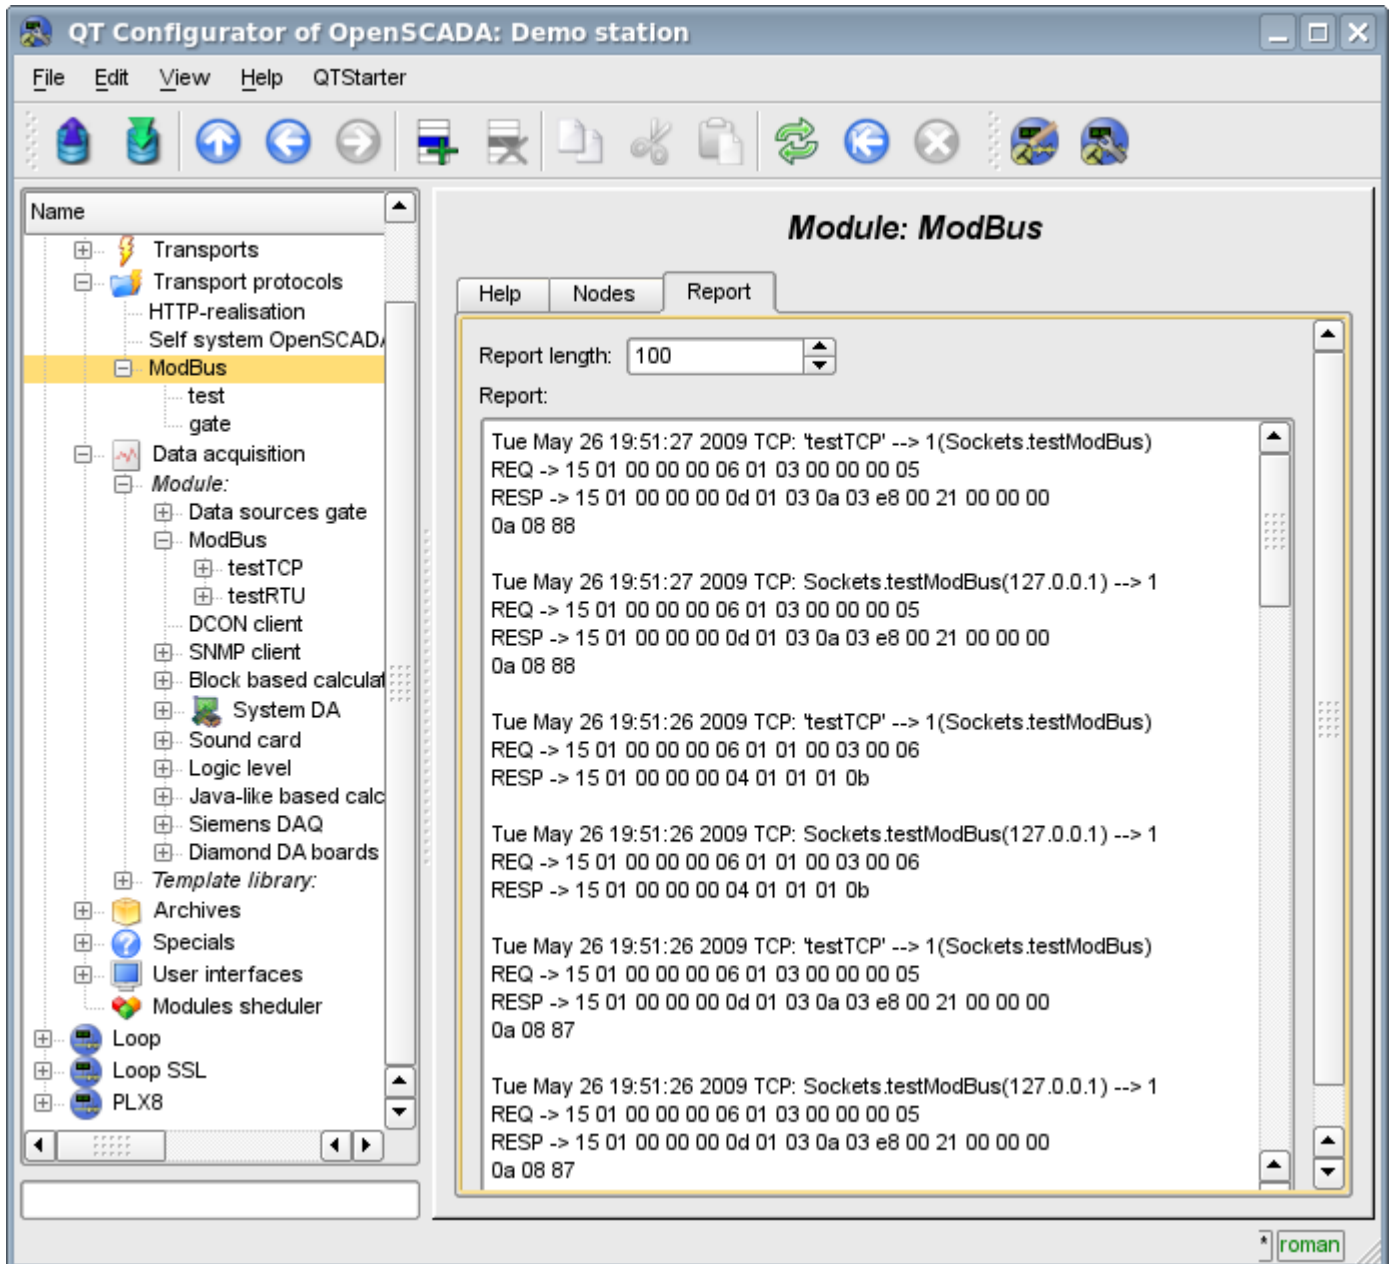 QT Configurator of OpenSCADA: Demo station
File Edit View Help QTStarter
Name
Transports
Transport protocols
HTTP-realisation
Self system OpenSCADA
ModBus
test
gate
Data acquisition
Module:
Data sources gate
ModBus
testTCP
testRTU
DCON client
SNMP client
Block based calculat
System DA
Sound card
Logic level
Java-like based calc
Siemens DAQ
Diamond DA boards
Template library:
Archives
Specials
User interfaces
Modules sheduler
Loop
Loop SSL
PLX8
Module: ModBus
Help Nodes Report
Report length: 100
Report:
Tue May 26 19:51:27 2009 TCP: 'testTCP' --> 1(Sockets.testModBus)
REQ -> 15 01 00 00 00 06 01 03 00 00 00 05
RESP -> 15 01 00 00 00 0d 01 03 0a 03 e8 00 21 00 00 00
0a 08 88
Tue May 26 19:51:27 2009 TCP: Sockets.testModBus(127.0.0.1) --> 1
REQ -> 15 01 00 00 00 06 01 03 00 00 00 05
RESP -> 15 01 00 00 00 0d 01 03 0a 03 e8 00 21 00 00 00
0a 08 88
Tue May 26 19:51:26 2009 TCP: 'testTCP' --> 1(Sockets.testModBus)
REQ -> 15 01 00 00 00 06 01 01 00 03 00 06
RESP -> 15 01 00 00 00 04 01 01 01 0b
Tue May 26 19:51:26 2009 TCP: Sockets.testModBus(127.0.0.1) --> 1
REQ -> 15 01 00 00 00 06 01 01 00 03 00 06
RESP -> 15 01 00 00 00 04 01 01 01 0b
Tue May 26 19:51:26 2009 TCP: 'testTCP' --> 1(Sockets.testModBus)
REQ -> 15 01 00 00 00 06 01 03 00 00 00 05
RESP -> 15 01 00 00 00 0d 01 03 0a 03 e8 00 21 00 00 00
0a 08 87
Tue May 26 19:51:26 2009 TCP: Sockets.testModBus(127.0.0.1) --> 1
REQ -> 15 01 00 00 00 06 01 03 00 00 00 05
RESP -> 15 01 00 00 00 0d 01 03 0a 03 e8 00 21 00 00 00
0a 08 87
* roman